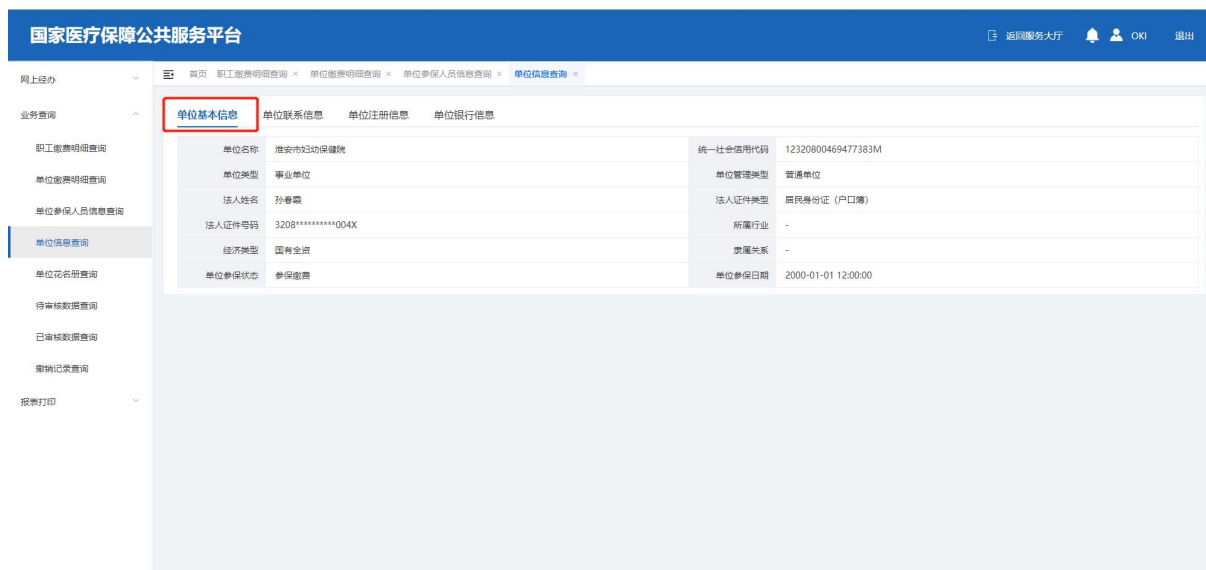 国家医疗保障公共服务平台
返回服务大厅 OKI 退出
网上经办
首页 职工缴费明细查询 × 单位缴费明细查询 × 单位参保人员信息查询 × 单位信息查询 ×
业务查询
单位基本信息 单位联系信息 单位注册信息 单位银行信息
职工缴费明细查询
单位缴费明细查询
单位参保人员信息查询
单位信息查询
单位花名册查询
待审核数据查询
已审核数据查询
撤销记录查询
报表打印
单位名称 淮安市妇幼保健院 统一社会信用代码 12320800469477383M
单位类型 事业单位 单位管理类型 普通单位
法人姓名 孙春霞 法人证件类型 居民身份证（户口簿）
法人证件号码 3208**********004X 所属行业 -
经济类型 国有全资 隶属关系 -
单位参保状态 参保缴费 单位参保日期 2000-01-01 12:00:00